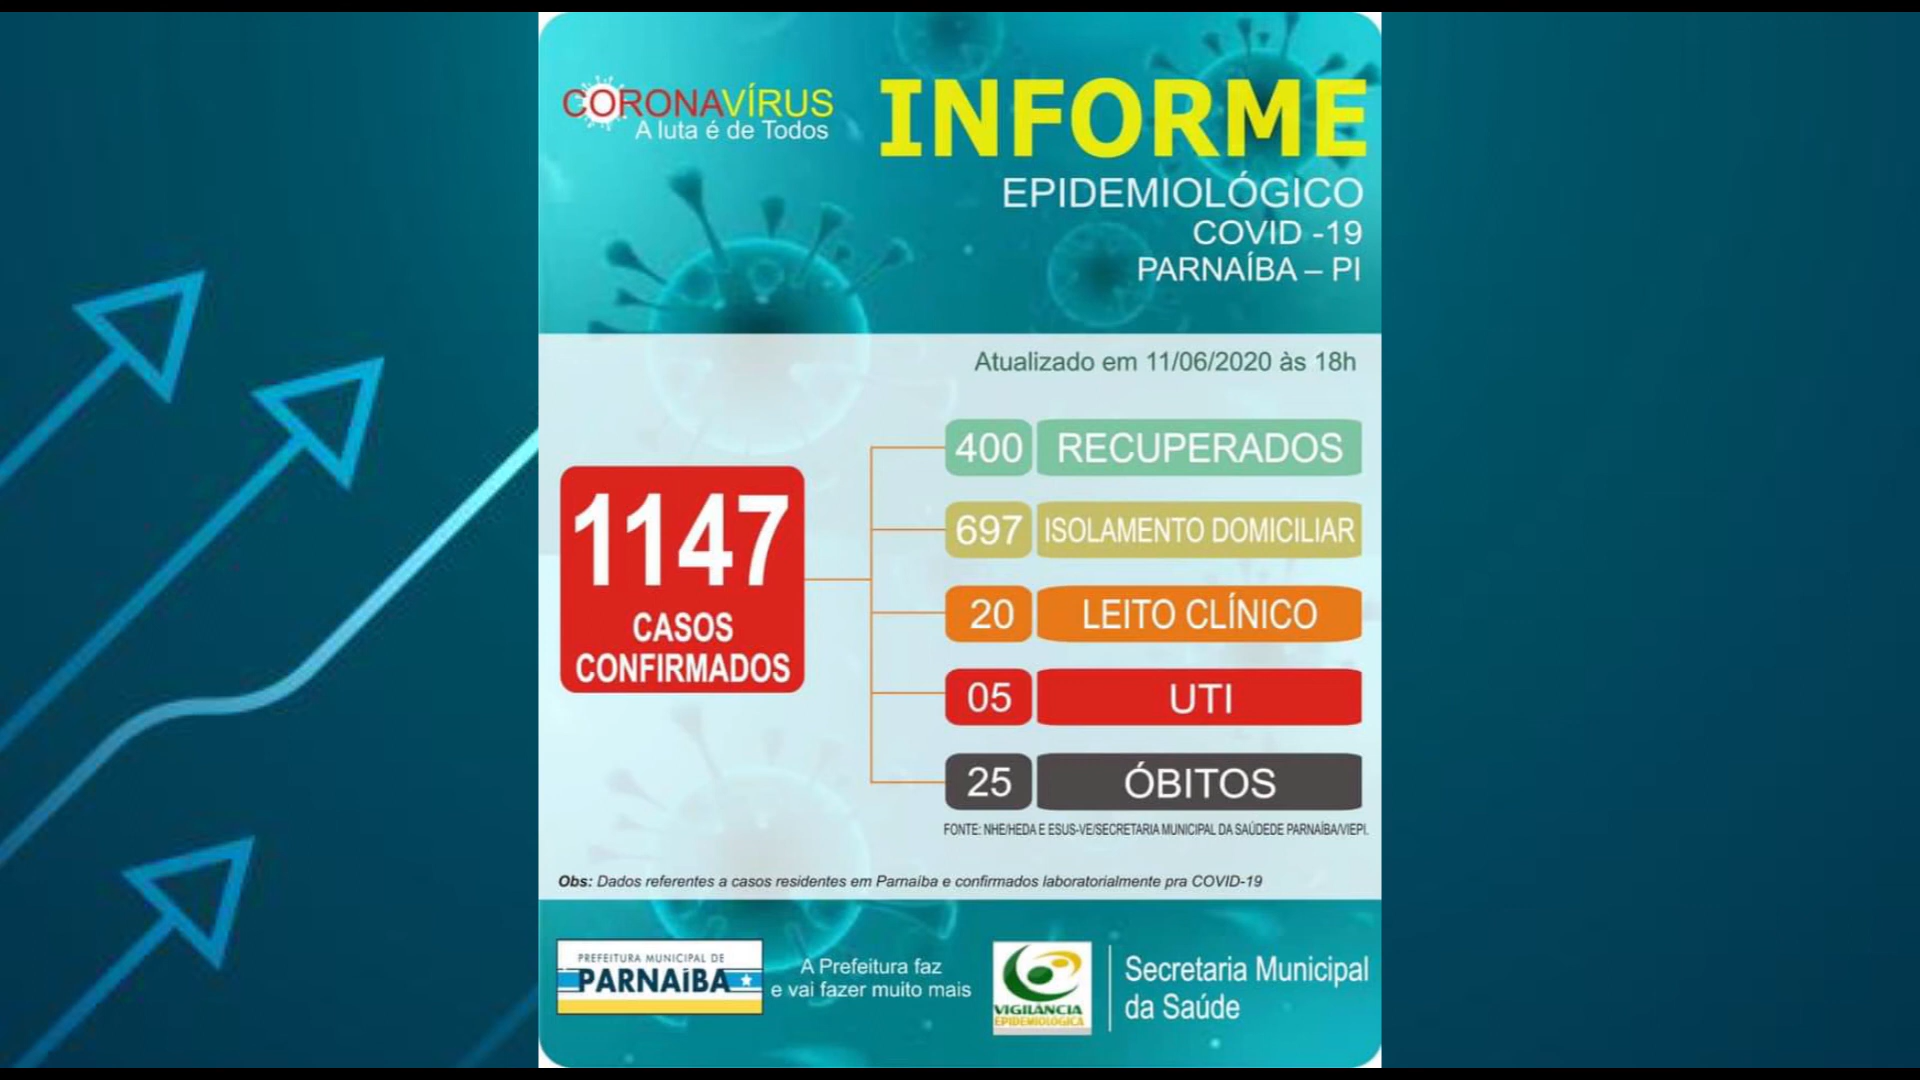 CORONAVÍRUS
A luta é de Todos
INFORME
EPIDEMIOLÓGICO
COVID -19
PARNAÍBA – PI
Atualizado em 11/06/2020 às 18h
1147
CASOS
CONFIRMADOS
400 RECUPERADOS
697 ISOLAMENTO DOMICILIAR
20 LEITO CLÍNICO
05 UTI
25 ÓBITOS
FONTE: NHE/HEDA E ESUS-VE/SECRETARIA MUNICIPAL DA SAÚDEDE PARNAÍBA/VIEPI.
Obs: Dados referentes a casos residentes em Parnaíba e confirmados laboratorialmente pra COVID-19
PREFEITURA MUNICIPAL DE
PARNAÍBA
A Prefeitura faz
e vai fazer muito mais
VIGILÂNCIA
EPIDEMIOLÓGICA
Secretaria Municipal
da Saúde